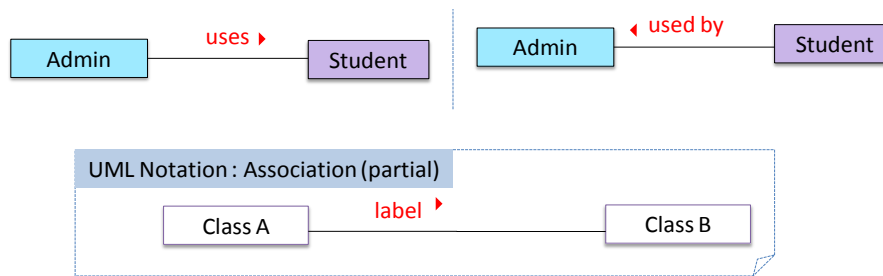 uses
Admin
Student
used by
Admin
Student
UML Notation : Association (partial)
label
Class A
Class B